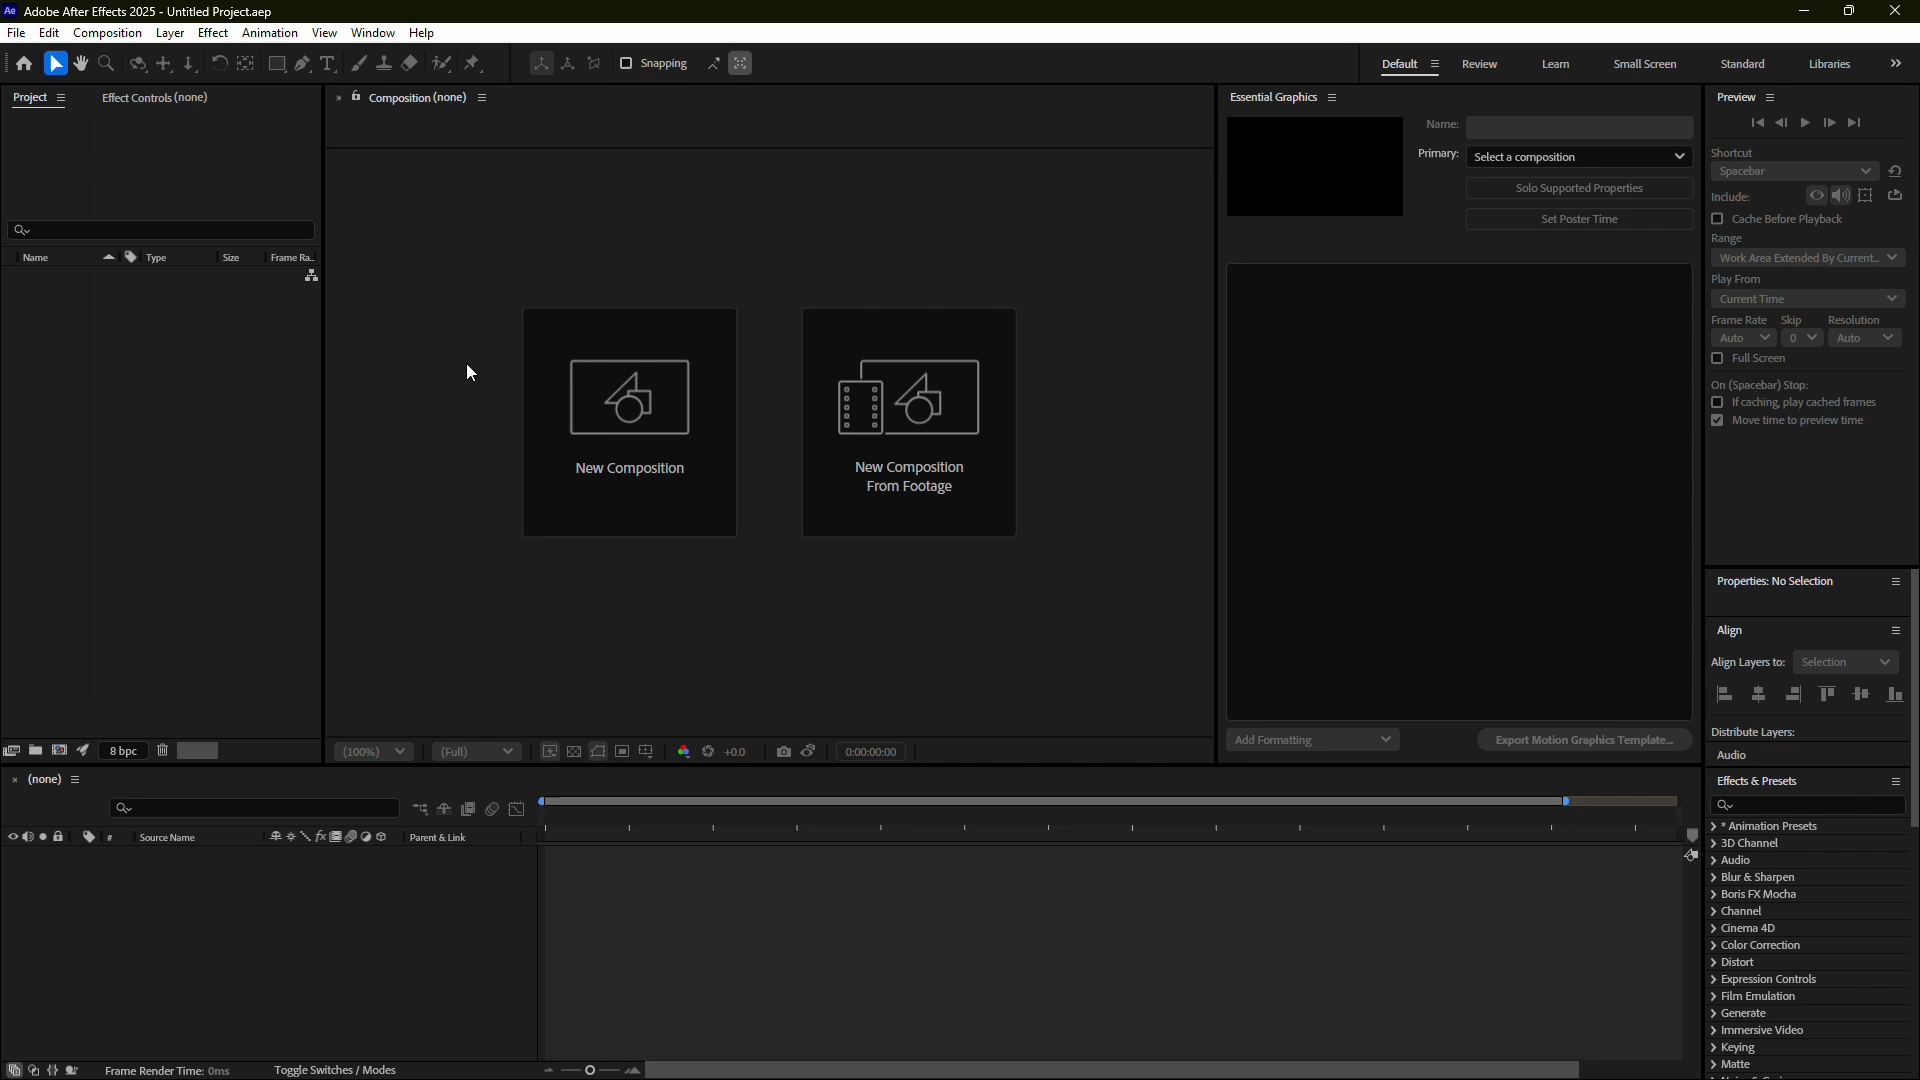 Ae Adobe After Effects 2025 - Untitled Project.aep
File Edit Composition Layer Effect Animation View Window Help
Snapping
Default Review Learn Small Screen Standard Libraries
Project Effect Controls (none)
Name Type Size Frame Ra...
8 bpc
Composition (none)
New Composition
New Composition
From Footage
(100%) (Full) +0.0 0:00:00:00
Essential Graphics
Name:
Primary: Select a composition
Solo Supported Properties
Set Poster Time
Add Formatting Export Motion Graphics Template...
Preview
Shortcut
Spacebar
Include:
Cache Before Playback
Range
Work Area Extended By Current...
Play From
Current Time
Frame Rate Skip Resolution
Auto 0 Auto
Full Screen
On (Spacebar) Stop:
If caching, play cached frames
Move time to preview time
Properties: No Selection
Align
Align Layers to: Selection
Distribute Layers:
Audio
Effects & Presets
* Animation Presets
3D Channel
Audio
Blur & Sharpen
Boris FX Mocha
Channel
Cinema 4D
Color Correction
Distort
Expression Controls
Film Emulation
Generate
Immersive Video
Keying
Matte
(none)
# Source Name fx Parent & Link
Frame Render Time: 0ms Toggle Switches / Modes